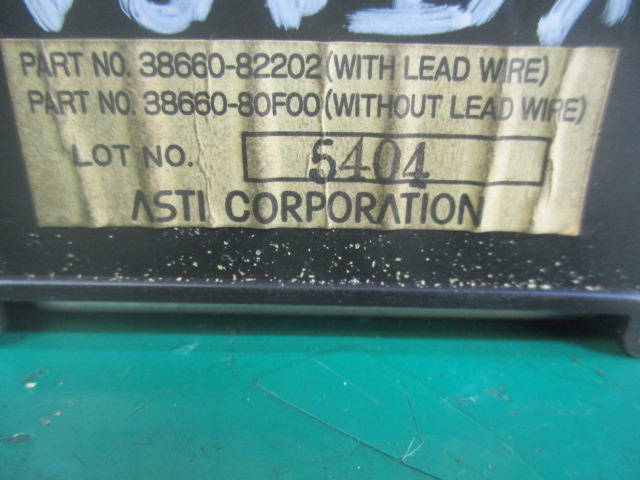 PART NO. 38660-82202 (WITH LEAD WIRE)
PART NO. 38660-80F00 (WITHOUT LEAD WIRE)
LOT NO. 5404
ASTI CORPORATION